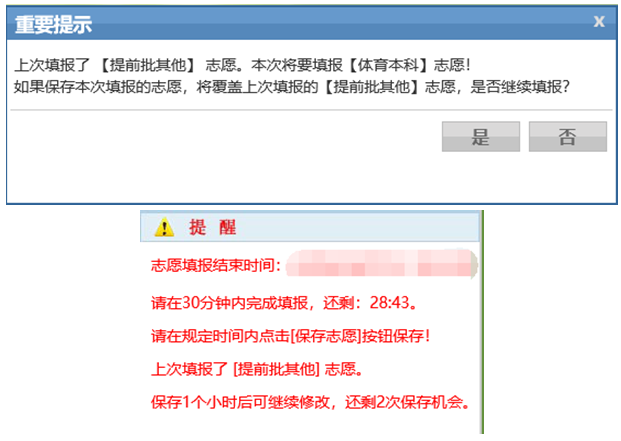 重要提示
x
上次填报了 【提前批其他】 志愿。本次将要填报【体育本科】志愿！
如果保存本次填报的志愿，将覆盖上次填报的【提前批其他】志愿，是否继续填报？
是
否
提 醒
志愿填报结束时间：
请在30分钟内完成填报，还剩：28:43。
请在规定时间内点击[保存志愿]按钮保存！
上次填报了 [提前批其他] 志愿。
保存1个小时后可继续修改，还剩2次保存机会。